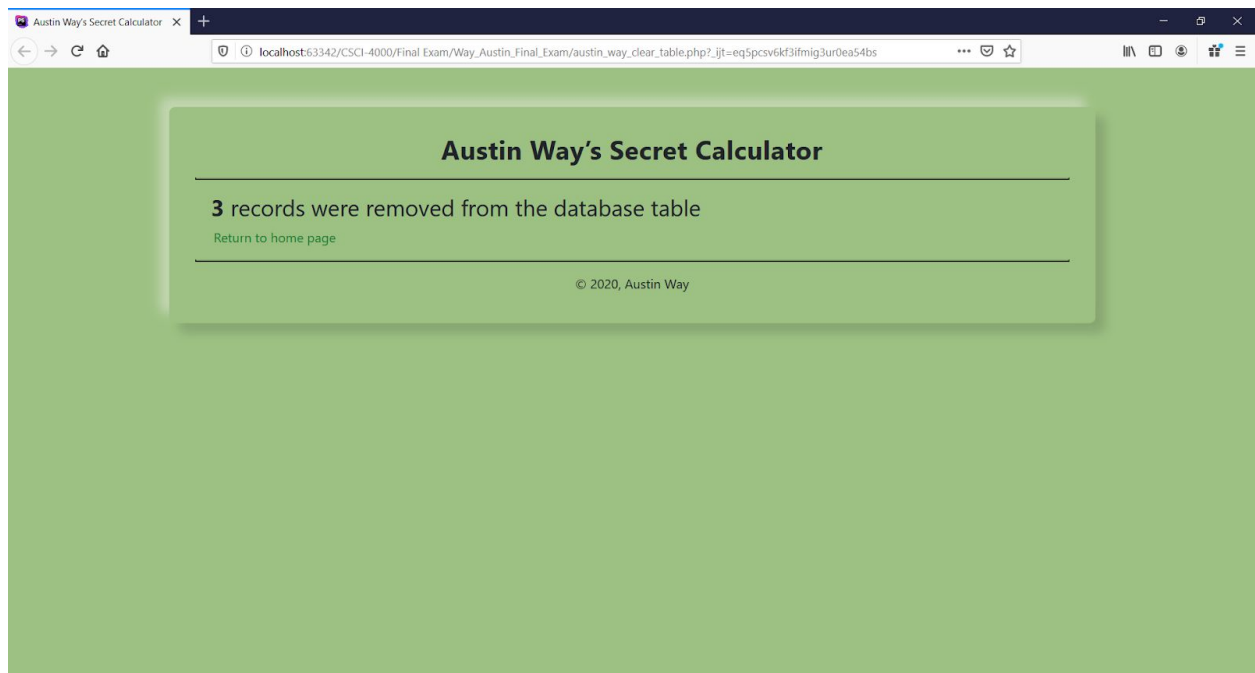 Austin Way's Secret Calculator
localhost:63342/CSCI-4000/Final Exam/Way_Austin_Final_Exam/austin_way_clear_table.php?_ijt=eq5pcsv6kf3ifmig3ur0ea54bs
Austin Way's Secret Calculator
3 records were removed from the database table
Return to home page
© 2020, Austin Way